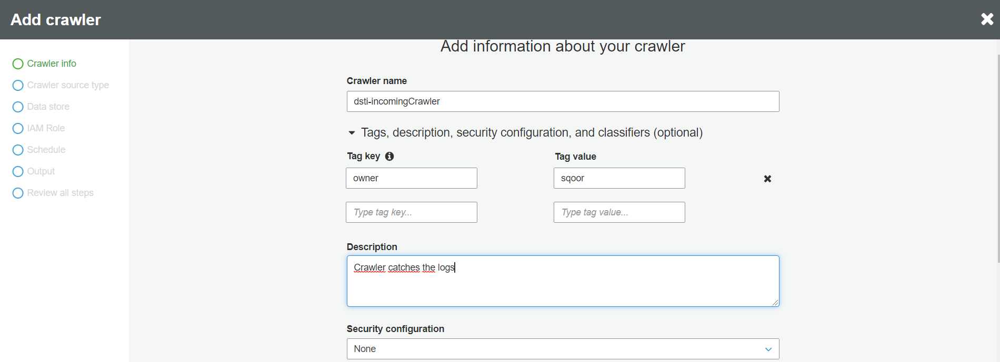 Add crawler
Crawler info
Crawler source type
Data store
IAM Role
Schedule
Output
Review all steps
Add information about your crawler
Crawler name
dsti-incomingCrawler
Tags, description, security configuration, and classifiers (optional)
Tag key Tag value
owner sqoor
Type tag key... Type tag value...
Description
Crawler catches the logs
Security configuration
None